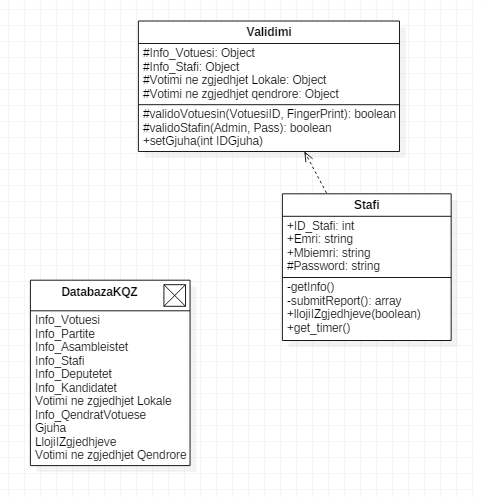 Validimi
#Info_Votuesi: Object
#Info_Stafi: Object
#Votimi ne zgjedhjet Lokale: Object
#Votimi ne zgjedhjet qendrore: Object
#validoVotuesin(VotuesiID, FingerPrint): boolean
#validoStafin(Admin, Pass): boolean
+setGjuha(int IDGjuha)
Stafi
+ID_Stafi: int
+Emri: string
+Mbiemri: string
#Password: string
-getInfo()
-submitReport(): array
+llojiIZgjedhjeve(boolean)
+get_timer()
DatabazaKQZ
Info_Votuesi
Info_Partite
Info_Asambleistet
Info_Stafi
Info_Deputetet
Info_Kandidatet
Votimi ne zgjedhjet Lokale
Info_QendratVotuese
Gjuha
LlojiIZgjedhjeve
Votimi ne zgjedhjet Qendrore